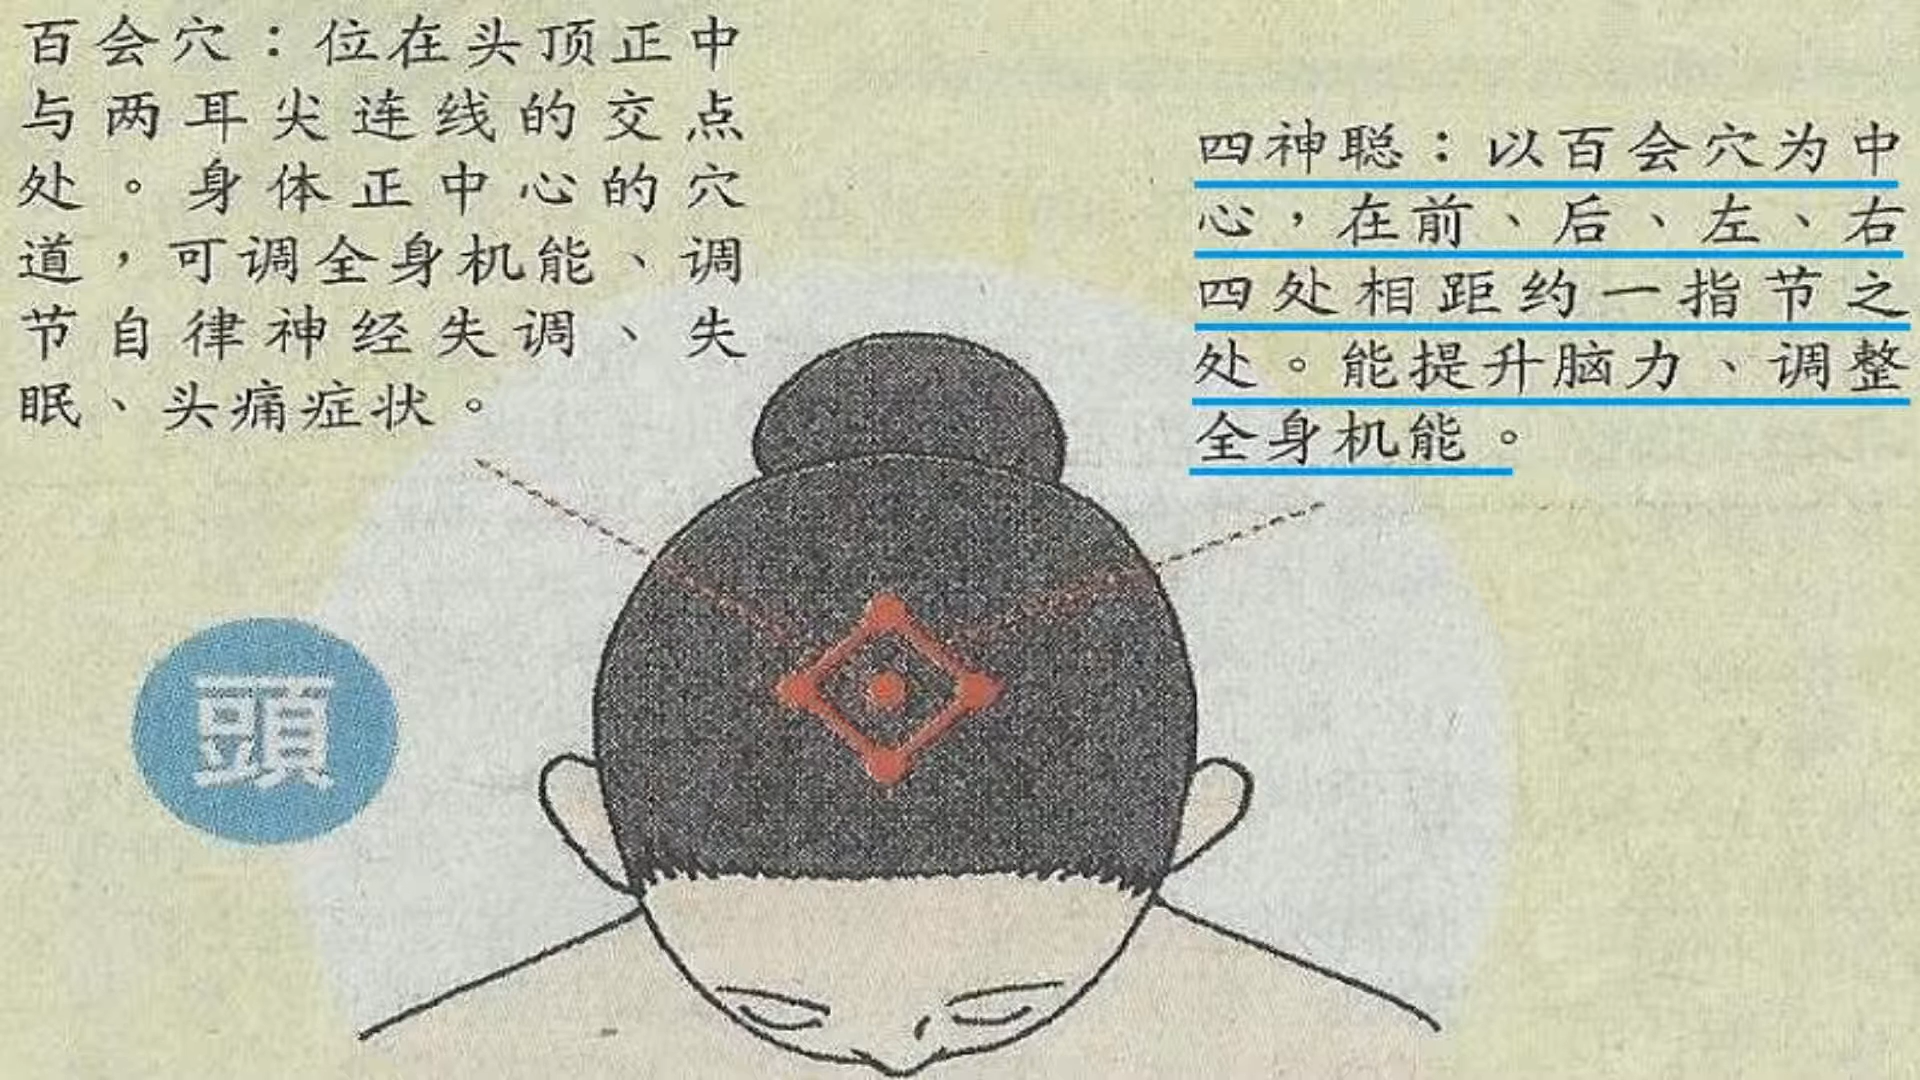 百会穴：位在头顶正中
与两耳尖连线的交点
处。身体正中心的穴
道，可调全身机能、调
节自律神经失调、失
眠、头痛症状。
四神聪：以百会穴为中
心，在前、后、左、右
四处相距约一指节之
处。能提升脑力、调整
全身机能。
頭